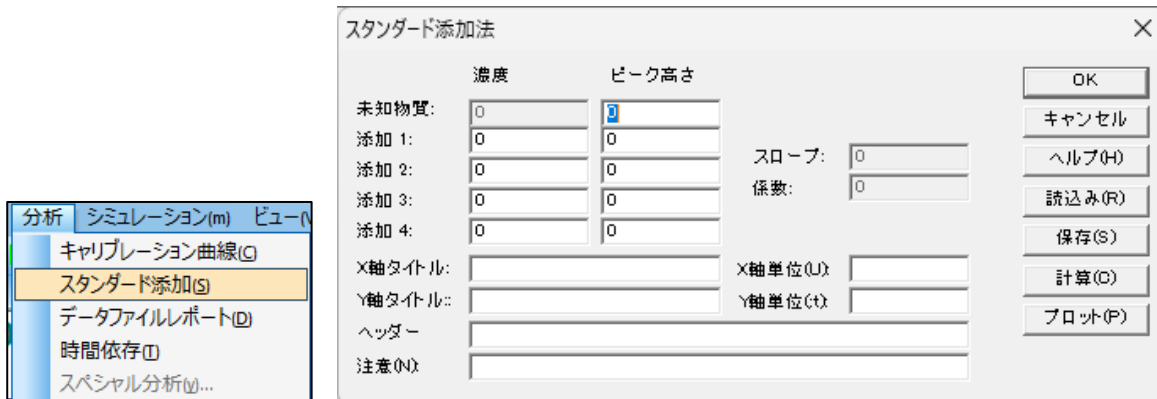 分析 シミュレーション(m) ビュー(V
キャリブレーション曲線(C)
スタンダード添加(S)
データファイルレポート(D)
時間依存(T)
スペシャル分析(y)...
スタンダード添加法
濃度 ピーク高さ
未知物質: 0 0
添加 1: 0 0
添加 2: 0 0
添加 3: 0 0
添加 4: 0 0
スロープ: 0
係数: 0
X軸タイトル: X軸単位(U):
Y軸タイトル:: Y軸単位(t):
ヘッダー
注意(N):
OK
キャンセル
ヘルプ(H)
読込み(R)
保存(S)
計算(C)
プロット(P)